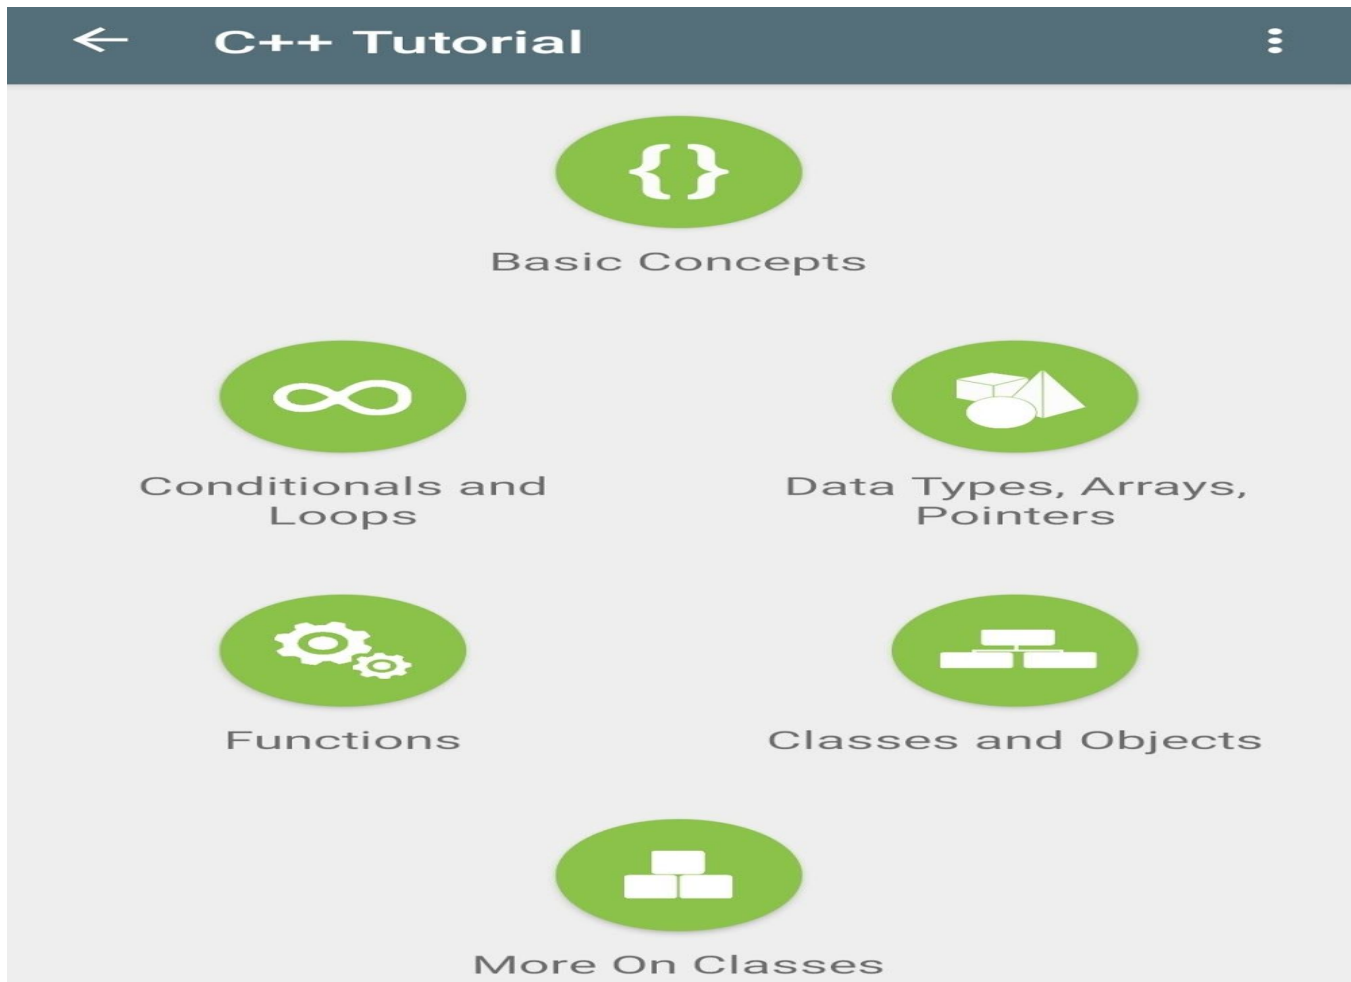 C++ Tutorial
{}
Basic Concepts
Conditionals and
Loops
Data Types, Arrays,
Pointers
Functions
Classes and Objects
More On Classes